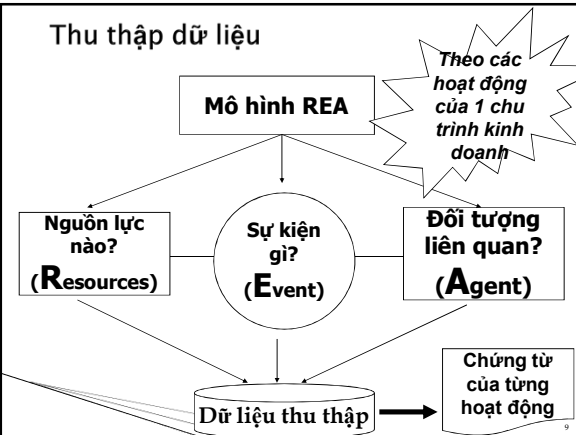 Thu thập dữ liệu
Theo các
hoạt động
của 1 chu
trình kinh
doanh
Mô hình REA
Nguồn lực
nào?
(Resources)
Sự kiện
gì?
(Event)
Đối tượng
liên quan?
(Agent)
Dữ liệu thu thập
Chứng từ
của từng
hoạt động
9